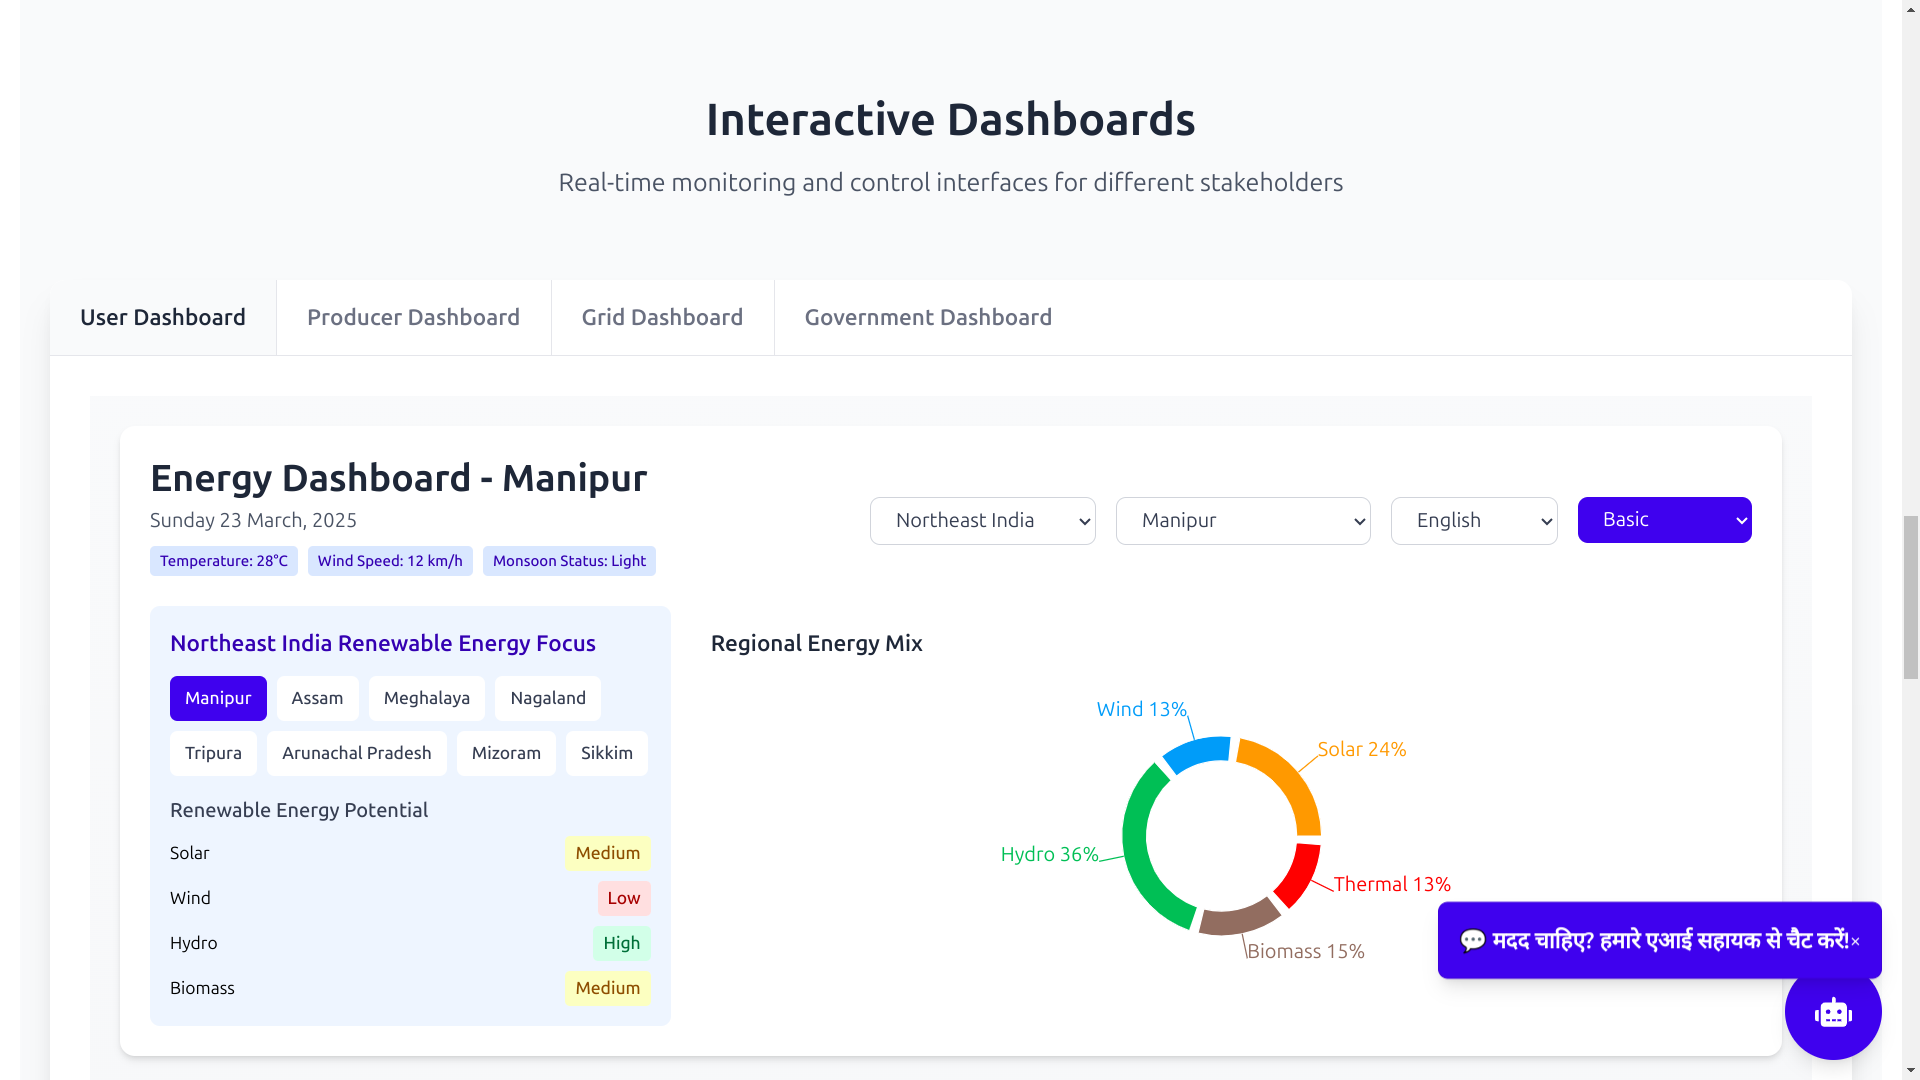 Interactive Dashboards
Real-time monitoring and control interfaces for different stakeholders
User Dashboard
Producer Dashboard
Grid Dashboard
Government Dashboard
Energy Dashboard - Manipur
Sunday 23 March, 2025
Temperature: 28°C
Wind Speed: 12 km/h
Monsoon Status: Light
Northeast India
Manipur
English
Basic
Northeast India Renewable Energy Focus
Manipur
Assam
Meghalaya
Nagaland
Tripura
Arunachal Pradesh
Mizoram
Sikkim
Renewable Energy Potential
Solar
Medium
Wind
Low
Hydro
High
Biomass
Medium
Regional Energy Mix
Wind 13%
Solar 24%
Hydro 36%
Thermal 13%
Biomass 15%
💬 मदद चाहिए? हमारे एआई सहायक से चैट करें!×